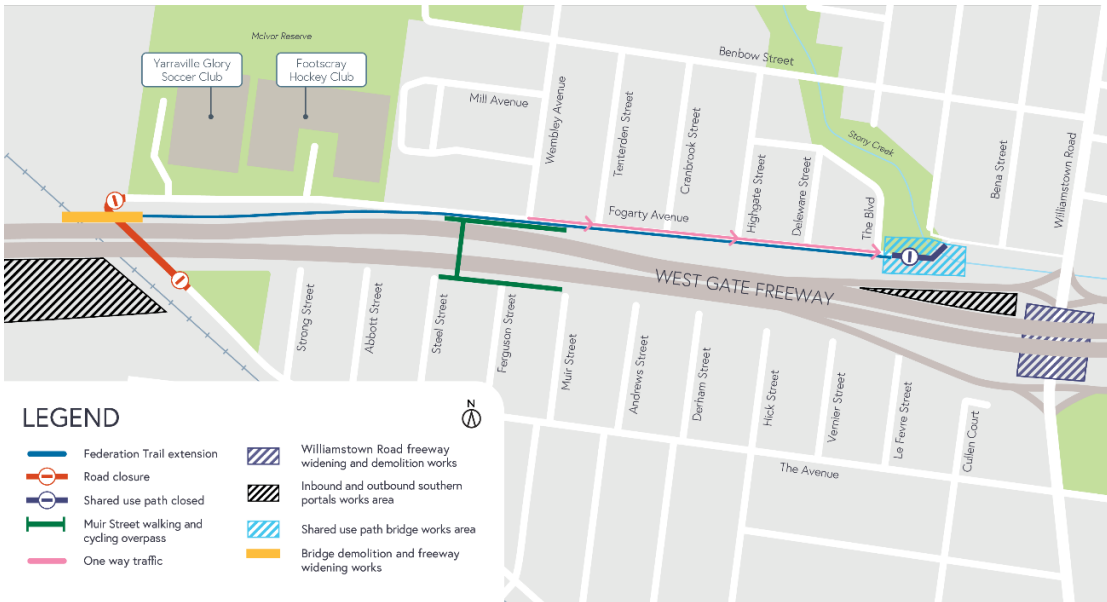 McIvor Reserve
Yarraville Glory
Soccer Club
Footscray
Hockey Club
Benbow Street
Mill Avenue
Wembley Avenue
Tenterden Street
Cranbrook Street
Highgate Street
Deleware Street
The Blvd
Stony Creek
Bena Street
Williamstown Road
Fogarty Avenue
WEST GATE FREEWAY
Strong Street
Abbott Street
Steel Street
Ferguson Street
Muir Street
Andrews Street
Derham Street
Hick Street
Vernier Street
Le Fevre Street
Cullen Court
The Avenue
LEGEND
N
Federation Trail extension
Road closure
Shared use path closed
Muir Street walking and
cycling overpass
One way traffic
Williamstown Road freeway
widening and demolition works
Inbound and outbound southern
portals works area
Shared use path bridge works area
Bridge demolition and freeway
widening works